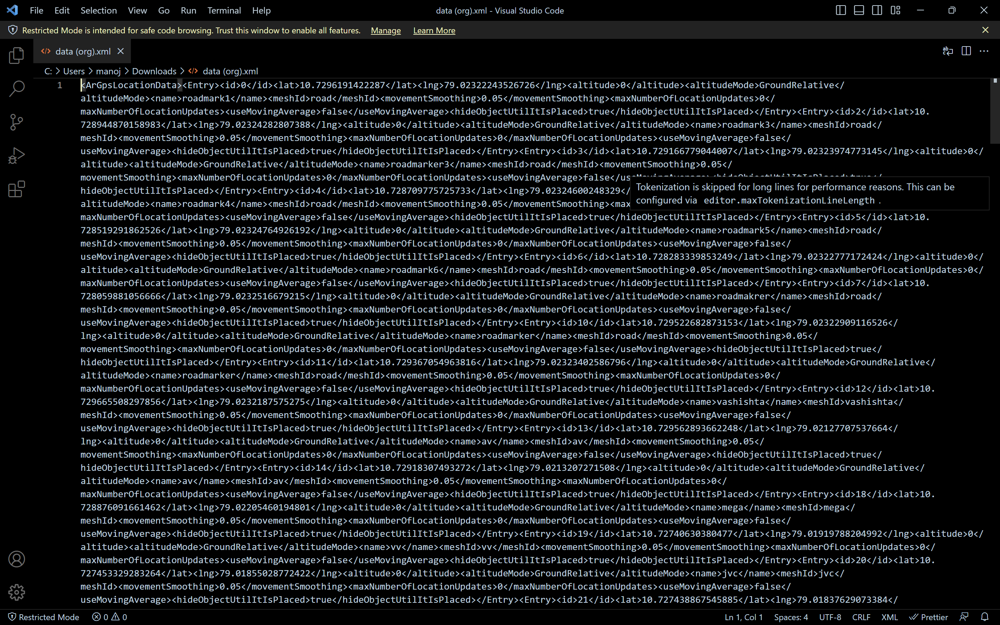 File Edit Selection View Go Run Terminal Help data (org).xml - Visual Studio Code
Restricted Mode is intended for safe code browsing. Trust this window to enable all features. Manage Learn More
data (org).xml
C: > Users > manoj > Downloads > data (org).xml
1 <ArGpsLocationData><Entry><id>0</id><lat>10.7296191422287</lat><lng>79.02322243526726</lng><altitude>0</altitude><altitudeMode>GroundRelative</
altitudeMode><name>roadmark1</name><meshId>road</meshId><movementSmoothing>0.05</movementSmoothing><maxNumberOfLocationUpdates>0</
maxNumberOfLocationUpdates><useMovingAverage>false</useMovingAverage><hideObjectUtilItIsPlaced>true</hideObjectUtilItIsPlaced></Entry><Entry><id>2</id><lat>10.
728944870158983</lat><lng>79.02324282807388</lng><altitude>0</altitude><altitudeMode>GroundRelative</altitudeMode><name>roadmark3</name><meshId>road</
meshId><movementSmoothing>0.05</movementSmoothing><maxNumberOfLocationUpdates>0</maxNumberOfLocationUpdates><useMovingAverage>false</
useMovingAverage><hideObjectUtilItIsPlaced>true</hideObjectUtilItIsPlaced></Entry><Entry><id>3</id><lat>10.729166779044007</lat><lng>79.02323974773145</lng><altitude>0</
altitude><altitudeMode>GroundRelative</altitudeMode><name>roadmarker3</name><meshId>road</meshId><movementSmoothing>0.05</
movementSmoothing><maxNumberOfLocationUpdates>0</maxNumberOfLocationUpdates><useMovingAverage>false</us
hideObjectUtilItIsPlaced></Entry><Entry><id>4</id><lat>10.728709775725733</lat><lng>79.02324600248329</
Tokenization is skipped for long lines for performance reasons. This can be
configured via editor.maxTokenizationLineLength .
altitudeMode><name>roadmark4</name><meshId>road</meshId><movementSmoothing>0.05</movementSmoothing><max
maxNumberOfLocationUpdates><useMovingAverage>false</useMovingAverage><hideObjectUtilItIsPlaced>true</hideObjectUtilItIsPlaced></Entry><Entry><id>5</id><lat>10.
728519291862526</lat><lng>79.02324764926192</lng><altitude>0</altitude><altitudeMode>GroundRelative</altitudeMode><name>roadmark5</name><meshId>road</
meshId><movementSmoothing>0.05</movementSmoothing><maxNumberOfLocationUpdates>0</maxNumberOfLocationUpdates><useMovingAverage>false</
useMovingAverage><hideObjectUtilItIsPlaced>true</hideObjectUtilItIsPlaced></Entry><Entry><id>6</id><lat>10.728283339853249</lat><lng>79.02322777172424</lng><altitude>0</
altitude><altitudeMode>GroundRelative</altitudeMode><name>roadmark6</name><meshId>road</meshId><movementSmoothing>0.05</movementSmoothing><maxNumberOfLocationUpdates>0</
maxNumberOfLocationUpdates><useMovingAverage>false</useMovingAverage><hideObjectUtilItIsPlaced>true</hideObjectUtilItIsPlaced></Entry><Entry><id>7</id><lat>10.
728059881056666</lat><lng>79.0232516679215</lng><altitude>0</altitude><altitudeMode>GroundRelative</altitudeMode><name>roadmakrer</name><meshId>road</
meshId><movementSmoothing>0.05</movementSmoothing><maxNumberOfLocationUpdates>0</maxNumberOfLocationUpdates><useMovingAverage>false</
useMovingAverage><hideObjectUtilItIsPlaced>true</hideObjectUtilItIsPlaced></Entry><Entry><id>10</id><lat>10.729522682873153</lat><lng>79.02322909116526</
lng><altitude>0</altitude><altitudeMode>GroundRelative</altitudeMode><name>roadmarker</name><meshId>road</meshId><movementSmoothing>0.05</
movementSmoothing><maxNumberOfLocationUpdates>0</maxNumberOfLocationUpdates><useMovingAverage>false</useMovingAverage><hideObjectUtilItIsPlaced>true</
hideObjectUtilItIsPlaced></Entry><Entry><id>11</id><lat>10.729367054963816</lat><lng>79.02323402586796</lng><altitude>0</altitude><altitudeMode>GroundRelative</
altitudeMode><name>roadmarker</name><meshId>road</meshId><movementSmoothing>0.05</movementSmoothing><maxNumberOfLocationUpdates>0</
maxNumberOfLocationUpdates><useMovingAverage>false</useMovingAverage><hideObjectUtilItIsPlaced>true</hideObjectUtilItIsPlaced></Entry><Entry><id>12</id><lat>10.
729665508297856</lat><lng>79.0232187575275</lng><altitude>0</altitude><altitudeMode>GroundRelative</altitudeMode><name>vashishta</name><meshId>vashishta</
meshId><movementSmoothing>0.05</movementSmoothing><maxNumberOfLocationUpdates>0</maxNumberOfLocationUpdates><useMovingAverage>false</
useMovingAverage><hideObjectUtilItIsPlaced>true</hideObjectUtilItIsPlaced></Entry><Entry><id>13</id><lat>10.729562893662248</lat><lng>79.02127707537664</
lng><altitude>0</altitude><altitudeMode>GroundRelative</altitudeMode><name>av</name><meshId>av</meshId><movementSmoothing>0.05</
movementSmoothing><maxNumberOfLocationUpdates>0</maxNumberOfLocationUpdates><useMovingAverage>false</useMovingAverage><hideObjectUtilItIsPlaced>true</
hideObjectUtilItIsPlaced></Entry><Entry><id>14</id><lat>10.72918307493272</lat><lng>79.0213207271508</lng><altitude>0</altitude><altitudeMode>GroundRelative</
altitudeMode><name>av</name><meshId>av</meshId><movementSmoothing>0.05</movementSmoothing><maxNumberOfLocationUpdates>0</
maxNumberOfLocationUpdates><useMovingAverage>false</useMovingAverage><hideObjectUtilItIsPlaced>true</hideObjectUtilItIsPlaced></Entry><Entry><id>18</id><lat>10.
728876091661462</lat><lng>79.02205460194801</lng><altitude>0</altitude><altitudeMode>GroundRelative</altitudeMode><name>mega</name><meshId>mega</
meshId><movementSmoothing>0.05</movementSmoothing><maxNumberOfLocationUpdates>0</maxNumberOfLocationUpdates><useMovingAverage>false</
useMovingAverage><hideObjectUtilItIsPlaced>true</hideObjectUtilItIsPlaced></Entry><Entry><id>19</id><lat>10.72740630380477</lat><lng>79.01919788204992</lng><altitude>0</
altitude><altitudeMode>GroundRelative</altitudeMode><name>vv</name><meshId>vv</meshId><movementSmoothing>0.05</movementSmoothing><maxNumberOfLocationUpdates>0</
maxNumberOfLocationUpdates><useMovingAverage>false</useMovingAverage><hideObjectUtilItIsPlaced>true</hideObjectUtilItIsPlaced></Entry><Entry><id>20</id><lat>10.
727453329283264</lat><lng>79.01855028772422</lng><altitude>0</altitude><altitudeMode>GroundRelative</altitudeMode><name>jvc</name><meshId>jvc</
meshId><movementSmoothing>0.05</movementSmoothing><maxNumberOfLocationUpdates>0</maxNumberOfLocationUpdates><useMovingAverage>false</
useMovingAverage><hideObjectUtilItIsPlaced>true</hideObjectUtilItIsPlaced></Entry><Entry><id>21</id><lat>10.727438867545885</lat><lng>79.01837629073384</
Restricted Mode 0 0 Ln 1, Col 1 Spaces: 4 UTF-8 CRLF XML Prettier